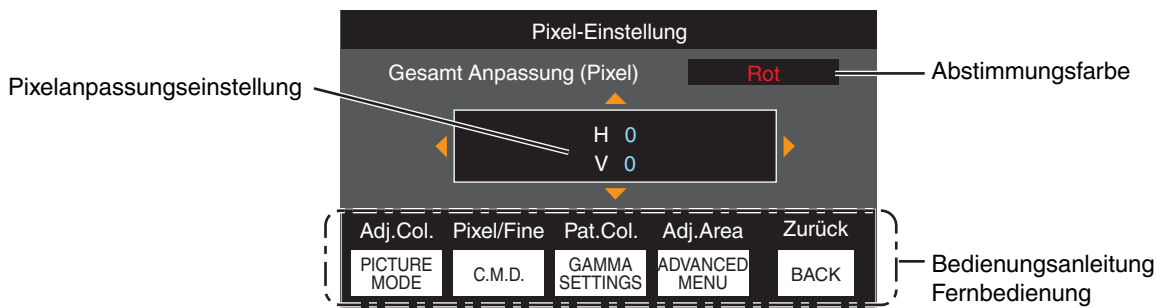 Pixel-Einstellung
Gesamt Anpassung (Pixel)
Rot
Abstimmungsfarbe
Pixelanpassungseinstellung
H 0
V 0
Adj.Col.
Pixel/Fine
Pat.Col.
Adj.Area
Zurück
PICTURE
MODE
C.M.D.
GAMMA
SETTINGS
ADVANCED
MENU
BACK
Bedienungsanleitung
Fernbedienung